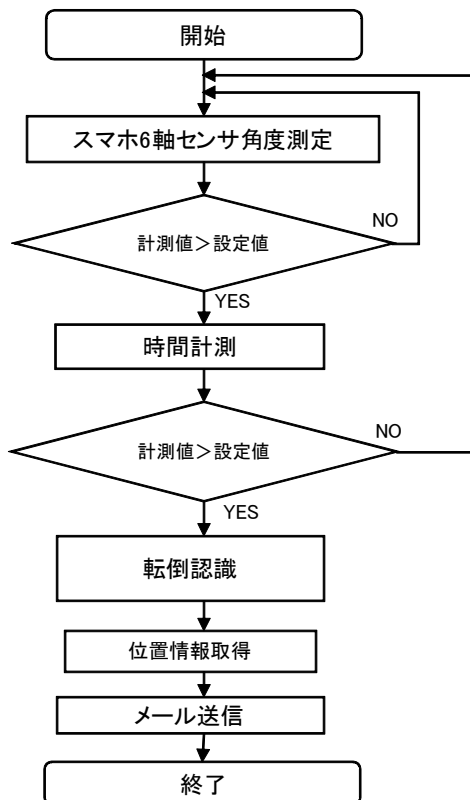 開始
スマホ6軸センサ角度測定
計測値>設定値
NO
YES
時間計測
計測値>設定値
NO
YES
転倒認識
位置情報取得
メール送信
終了